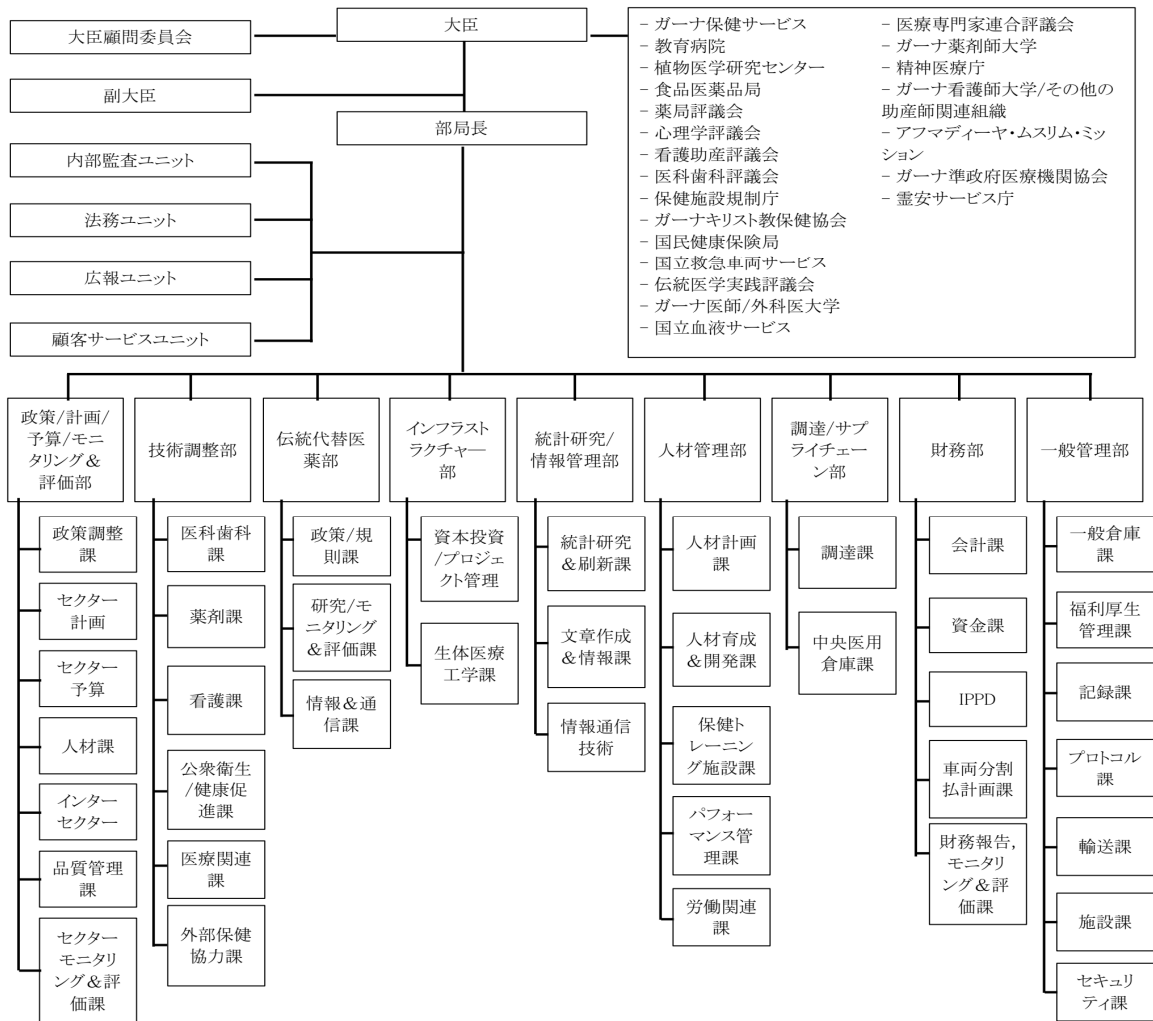 大臣顧問委員会
大臣
副大臣
部局長
内部監査ユニット
法務ユニット
広報ユニット
顧客サービスユニット
− ガーナ保健サービス
− 教育病院
− 植物医学研究センター
− 食品医薬品局
− 薬局評議会
− 心理学評議会
− 看護助産評議会
− 医科歯科評議会
− 保健施設規制庁
− ガーナキリスト教保健協会
− 国民健康保険局
− 国立救急車両サービス
− 伝統医学実践評議会
− ガーナ医師/外科医大学
− 国立血液サービス
− 医療専門家連合評議会
− ガーナ薬剤師大学
− 精神医療庁
− ガーナ看護師大学/その他の
助産師関連組織
− アフマディーヤ・ムスリム・ミッ
ション
− ガーナ準政府医療機関協会
− 霊安サービス庁
政策/計画/
予算/モニ
タリング＆
評価部
技術調整部
伝統代替医
薬部
インフラスト
ラクチャ―
部
統計研究/
情報管理部
人材管理部
調達/サプ
ライチェー
ン部
財務部
一般管理部
政策調整
課
セクター
計画
セクター
予算
人材課
インター
セクター
品質管理
課
セクター
モニタリ
ング＆評
価課
医科歯科
課
薬剤課
看護課
公衆衛生
/健康促
進課
医療関連
課
外部保健
協力課
政策/規
則課
研究/モ
ニタリング
＆評価課
情報＆通
信課
資本投資
/プロジェ
クト管理
生体医療
工学課
統計研究
＆刷新課
文章作成
＆情報課
情報通信
技術
人材計画
課
人材育成
＆開発課
保健ト
レーニン
グ施設課
パフォー
マンス管
理課
労働関連
課
調達課
中央医用
倉庫課
会計課
資金課
IPPD
車両分割
払計画課
財務報告，
モニタリ
ング＆評
価課
一般倉庫
課
福利厚生
管理課
記録課
プロトコル
課
輸送課
施設課
セキュリ
ティ課